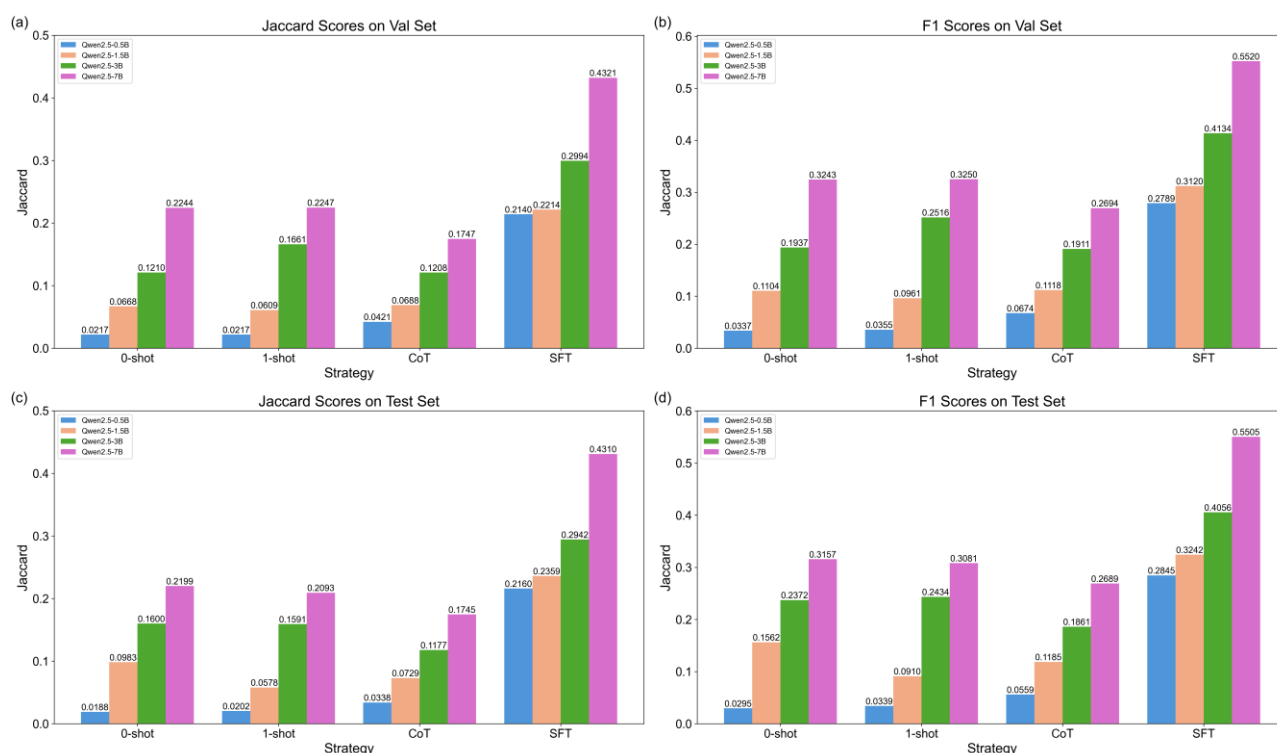 (a)
Jaccard Scores on Val Set
Jaccard
0.5
0.4
0.3
0.2
0.1
0.0
Qwen2.5-0.5B
Qwen2.5-1.5B
Qwen2.5-3B
Qwen2.5-7B
0.0217 0.0668 0.1210 0.2244
0.0217 0.0609 0.1661 0.2247
0.0421 0.0688 0.1208 0.1747
0.2140 0.2214 0.2994 0.4321
0-shot 1-shot CoT SFT
Strategy
(b)
F1 Scores on Val Set
Jaccard
0.6
0.5
0.4
0.3
0.2
0.1
0.0
Qwen2.5-0.5B
Qwen2.5-1.5B
Qwen2.5-3B
Qwen2.5-7B
0.0337 0.1104 0.1937 0.3243
0.0355 0.0961 0.2516 0.3250
0.0674 0.1118 0.1911 0.2694
0.2789 0.3120 0.4134 0.5520
0-shot 1-shot CoT SFT
Strategy
(c)
Jaccard Scores on Test Set
Jaccard
0.5
0.4
0.3
0.2
0.1
0.0
Qwen2.5-0.5B
Qwen2.5-1.5B
Qwen2.5-3B
Qwen2.5-7B
0.0188 0.0983 0.1600 0.2199
0.0202 0.0578 0.1591 0.2093
0.0338 0.0729 0.1177 0.1745
0.2160 0.2359 0.2942 0.4310
0-shot 1-shot CoT SFT
Strategy
(d)
F1 Scores on Test Set
Jaccard
0.6
0.5
0.4
0.3
0.2
0.1
0.0
Qwen2.5-0.5B
Qwen2.5-1.5B
Qwen2.5-3B
Qwen2.5-7B
0.0295 0.1562 0.2372 0.3157
0.0339 0.0910 0.2434 0.3081
0.0559 0.1185 0.1861 0.2689
0.2845 0.3242 0.4056 0.5505
0-shot 1-shot CoT SFT
Strategy